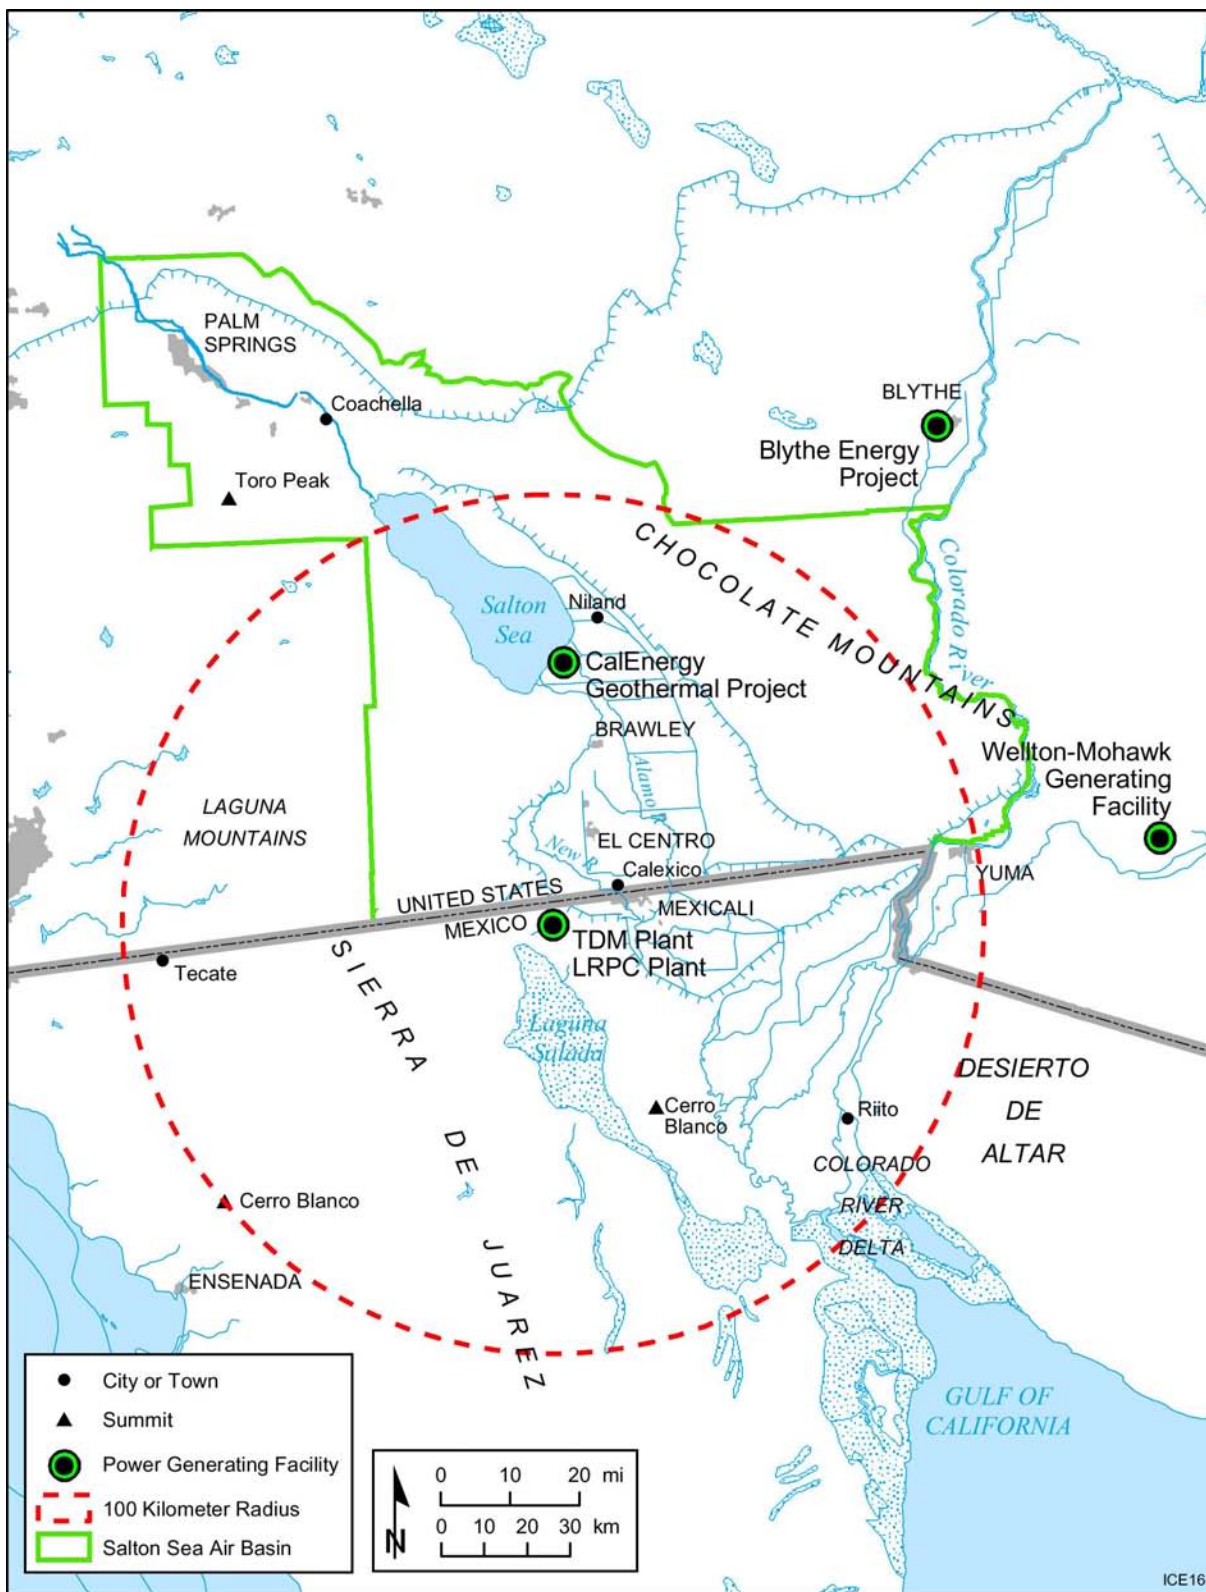 PALM
SPRINGS
Coachella
Toro Peak
BLYTHE
Blythe Energy
Project
CHOCOLATE MOUNTAINS
Colorado River
Salton
Sea
Niland
CalEnergy
Geothermal Project
BRAWLEY
Alamo R.
Wellton-Mohawk
Generating
Facility
LAGUNA
MOUNTAINS
EL CENTRO
New R.
Calexico
YUMA
UNITED STATES
MEXICO
MEXICALI
TDM Plant
LRPC Plant
Tecate
SIERRA DE JUAREZ
Laguna
Salada
DESIERTO
DE
ALTAR
Cerro
Blanco
Riito
COLORADO
RIVER
DELTA
Cerro Blanco
ENSENADA
GULF OF
CALIFORNIA
City or Town
Summit
Power Generating Facility
100 Kilometer Radius
Salton Sea Air Basin
N
0 10 20 mi
0 10 20 30 km
ICE16